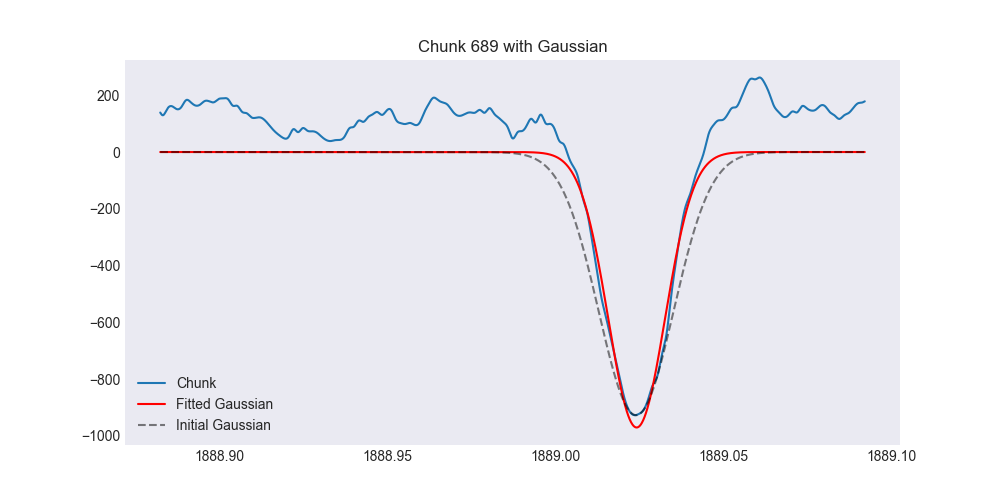 Chunk 689 with Gaussian
200
0
−200
−400
−600
−800
−1000
Chunk
Fitted Gaussian
Initial Gaussian
1888.90 1888.95 1889.00 1889.05 1889.10